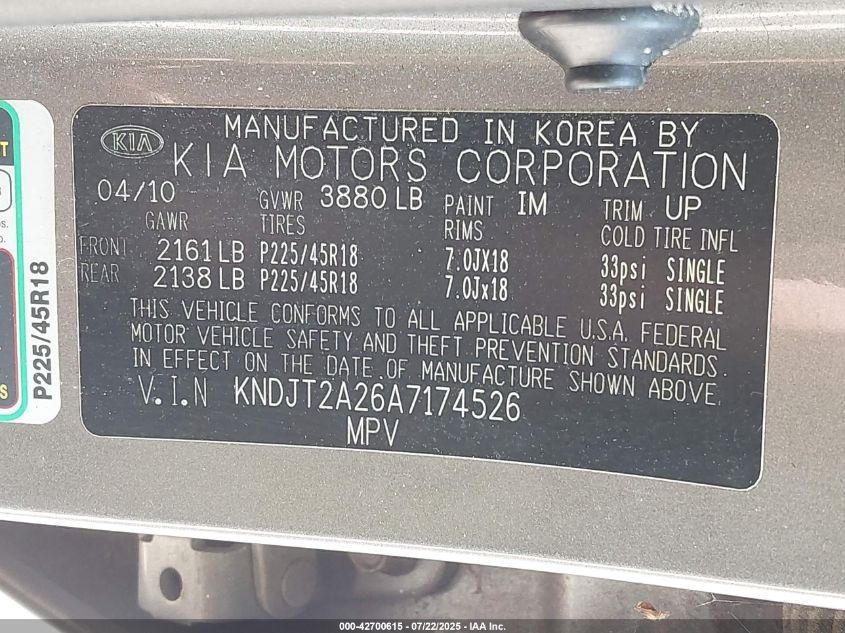 MANUFACTURED IN KOREA BY
KIA KIA MOTORS CORPORATION
04/10 GVWR 3880 LB PAINT IM TRIM UP
GAWR TIRES RIMS COLD TIRE INFL
FRONT 2161 LB P225/45R18 7.0JX18 33psi SINGLE
REAR 2138 LB P225/45R18 7.0Jx18 33psi SINGLE
THIS VEHICLE CONFORMS TO ALL APPLICABLE U.S.A. FEDERAL
MOTOR VEHICLE SAFETY AND THEFT PREVENTION STANDARDS
IN EFFECT ON THE DATE OF MANUFACTURE SHOWN ABOVE.
V.I.N KNDJT2A26A7174526
MPV
P225/45R18
000-42700615 - 07/22/2025 - IAA Inc.